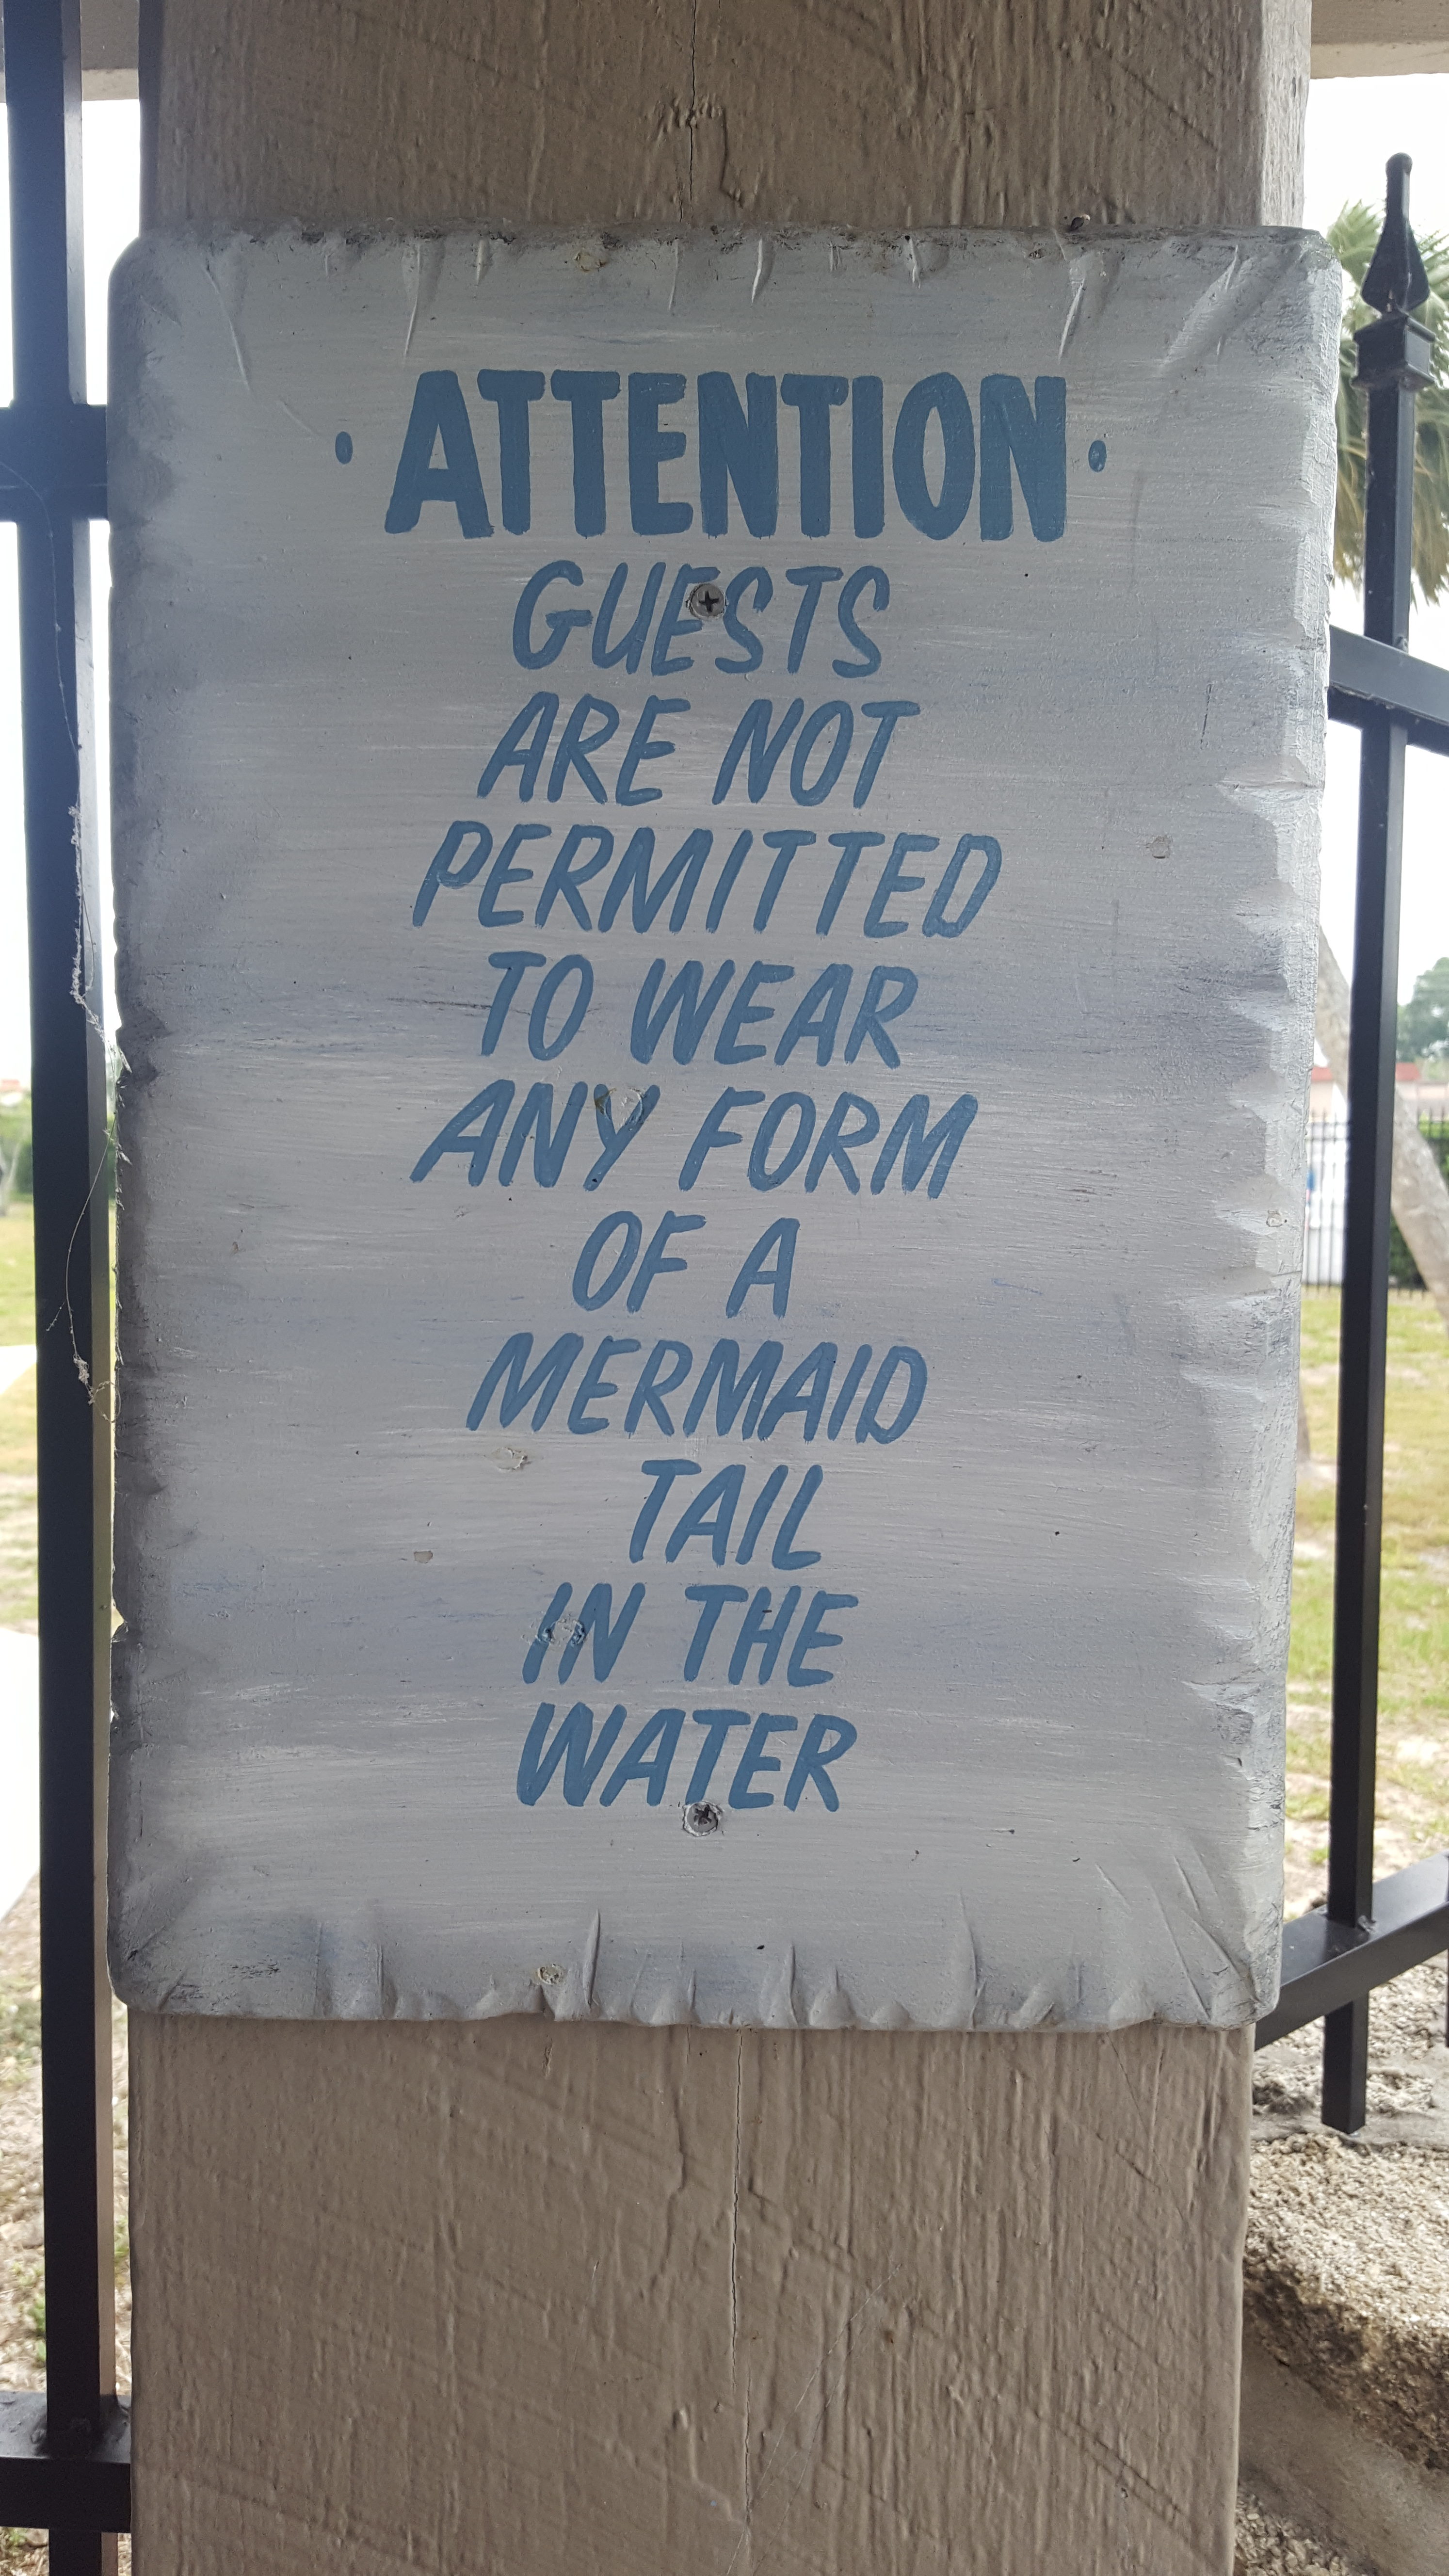 · ATTENTION ·
GUESTS
ARE NOT
PERMITTED
TO WEAR
ANY FORM
OF A
MERMAID
TAIL
IN THE
WATER